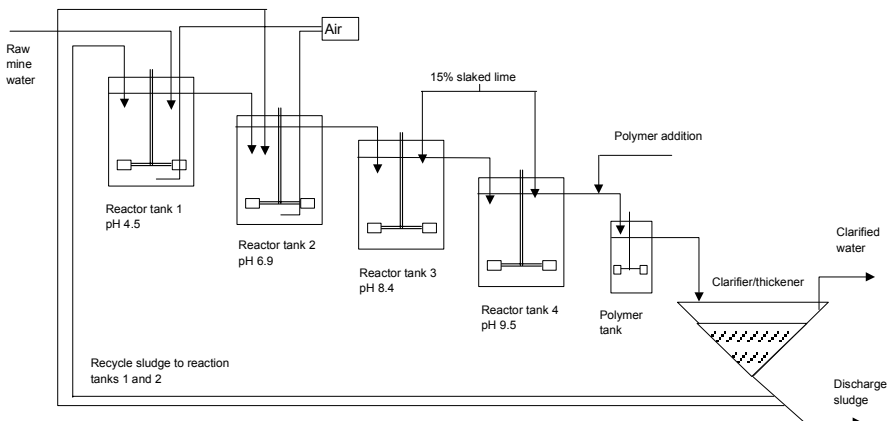 Air
Raw
mine
water
15% slaked lime
Polymer addition
Reactor tank 1
pH 4.5
Reactor tank 2
pH 6.9
Reactor tank 3
pH 8.4
Reactor tank 4
pH 9.5
Polymer
tank
Clarifier/thickener
Clarified
water
Recycle sludge to reaction
tanks 1 and 2
Discharge
sludge